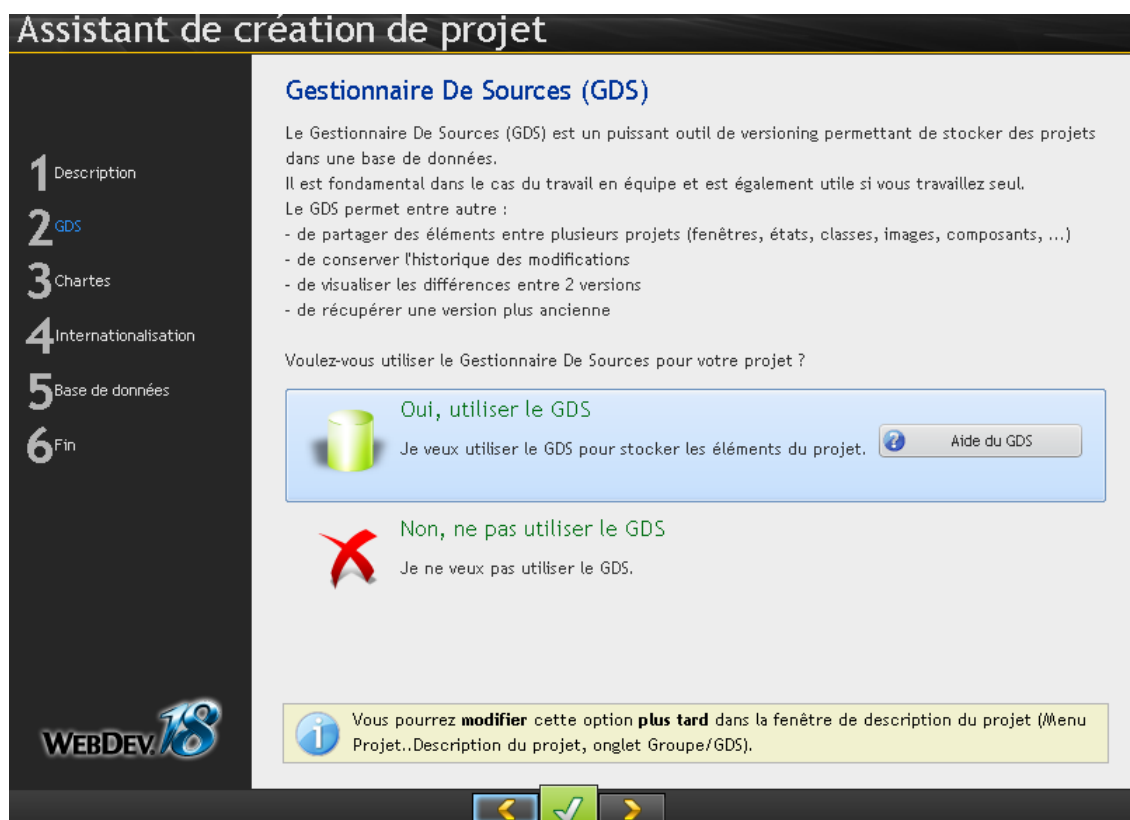 Assistant de création de projet
1 Description
2 GDS
3 Chartes
4 Internationalisation
5 Base de données
6 Fin
WEBDEV. 18
Gestionnaire De Sources (GDS)
Le Gestionnaire De Sources (GDS) est un puissant outil de versioning permettant de stocker des projets
dans une base de données.
Il est fondamental dans le cas du travail en équipe et est également utile si vous travaillez seul.
Le GDS permet entre autre :
- de partager des éléments entre plusieurs projets (fenêtres, états, classes, images, composants, ...)
- de conserver l'historique des modifications
- de visualiser les différences entre 2 versions
- de récupérer une version plus ancienne
Voulez-vous utiliser le Gestionnaire De Sources pour votre projet ?
Oui, utiliser le GDS
Je veux utiliser le GDS pour stocker les éléments du projet.
Aide du GDS
Non, ne pas utiliser le GDS
Je ne veux pas utiliser le GDS.
Vous pourrez modifier cette option plus tard dans la fenêtre de description du projet (Menu
Projet..Description du projet, onglet Groupe/GDS).